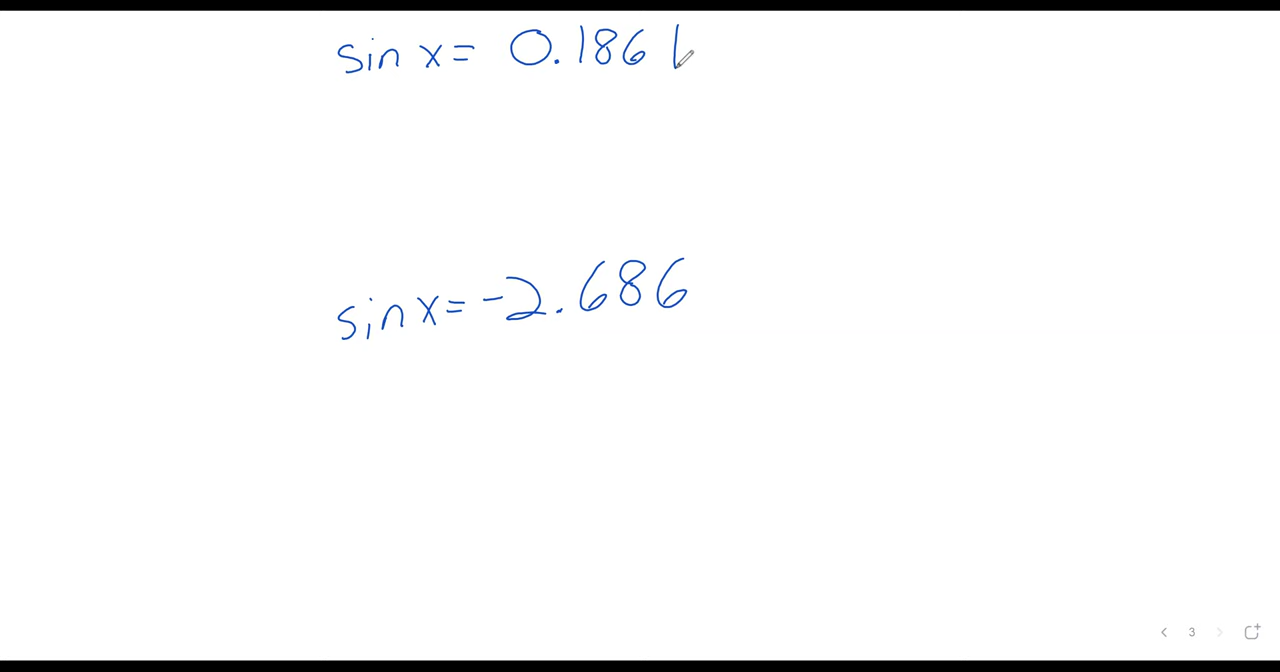 sin x = 0.186
sin x = -2.686
3